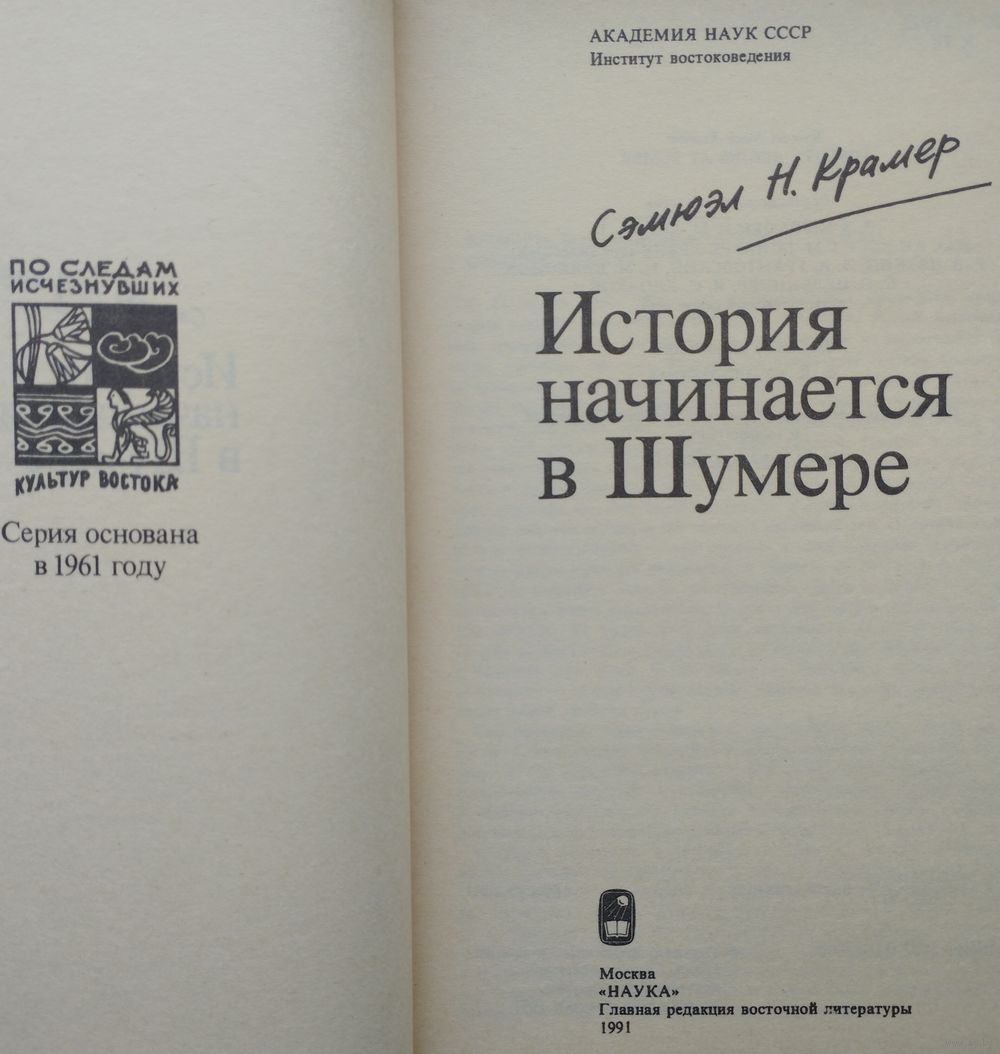 ПО СЛЕДАМ
ИСЧЕЗНУВШИХ
КУЛЬТУР ВОСТОКА
Серия основана
в 1961 году
АКАДЕМИЯ НАУК СССР
Институт востоковедения
Сэмюэл Н. Крамер
История
начинается
в Шумере
Москва
«НАУКА»
Главная редакция восточной литературы
1991